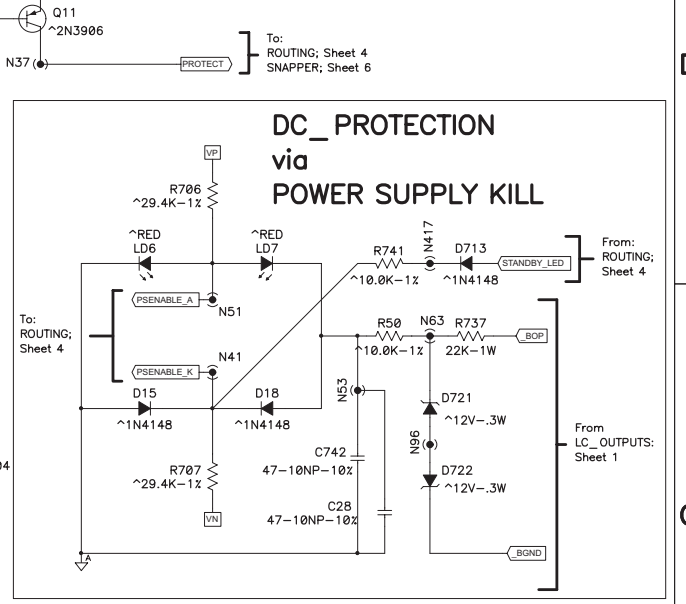 Q11
^2N3906
N37
PROTECT
To:
ROUTING; Sheet 4
SNAPPER; Sheet 6
DC_PROTECTION
via
POWER SUPPLY KILL
VP
R706
^29.4K-1%
^RED
LD6
^RED
LD7
R741
^10.0K-1%
N417
D713
^1N4148
STANDBY_LED
From:
ROUTING;
Sheet 4
To:
ROUTING;
Sheet 4
PSENABLE_A
N51
PSENABLE_K
N41
R50
^10.0K-1%
N63
R737
22K-1W
_BOP
D15
^1N4148
D18
^1N4148
N53
D721
^12V-.3W
N96
D722
^12V-.3W
From
LC_OUTPUTS:
Sheet 1
R707
^29.4K-1%
C742
47-10NP-10%
C28
47-10NP-10%
VN
_BGND
A
04